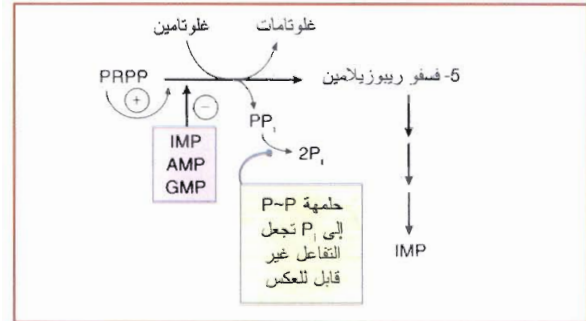 غلوتامين غلوتامات
PRPP 5- فسفو ريبوزيلامين
+ −
PPi
IMP
AMP
GMP
2Pi
حلمهة P~P
إلى Pi تجعل
التفاعل غير
قابل للعكس
IMP